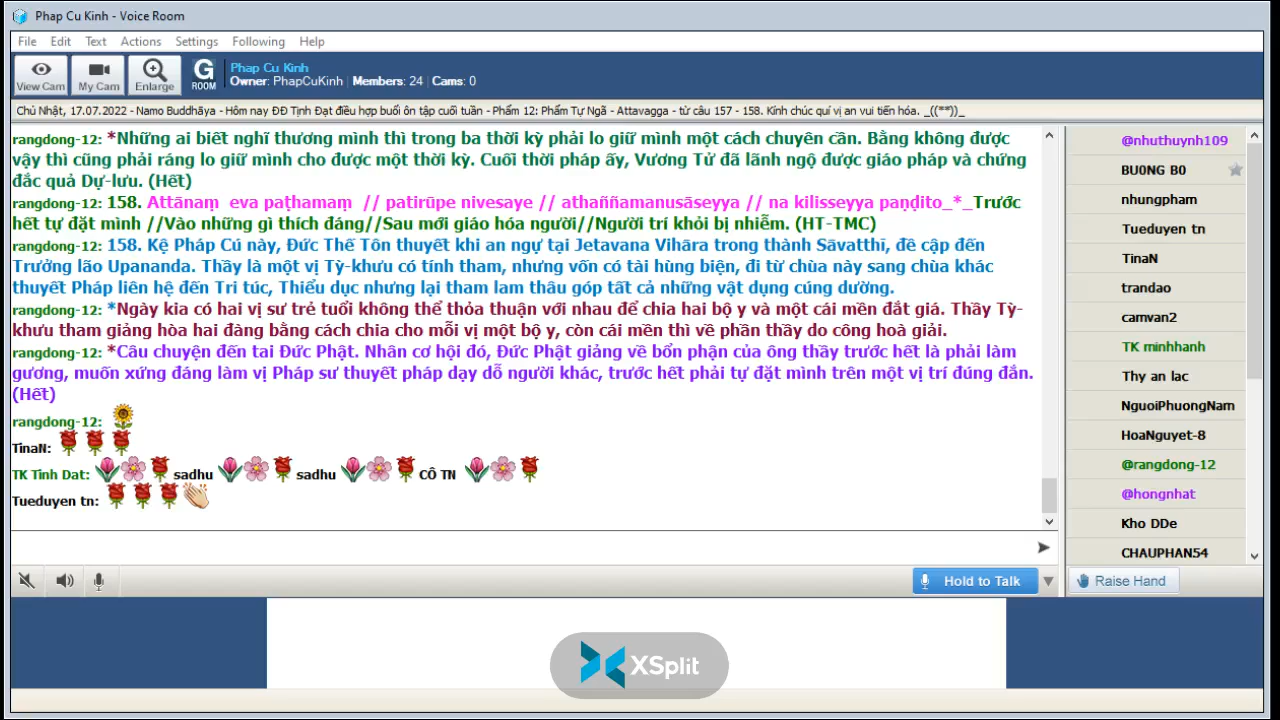 Phap Cu Kinh - Voice Room
File Edit Text Actions Settings Following Help
View Cam My Cam Enlarge G ROOM
Phap Cu Kinh
Owner: PhapCuKinh | Members: 24 | Cams: 0
Chủ Nhật, 17.07.2022 - Namo Buddhāya - Hôm nay ĐĐ Tịnh Đạt điều hợp buổi ôn tập cuối tuần - Phẩm 12: Phẩm Tự Ngã - Attavagga - từ câu 157 - 158. Kính chúc quí vị an vui tiến hóa. _((**))_
rangdong-12: *Những ai biết nghĩ thương mình thì trong ba thời kỳ phải lo giữ mình một cách chuyên cần. Bằng không được
vậy thì cũng phải ráng lo giữ mình cho được một thời kỳ. Cuối thời pháp ấy, Vương Tử đã lãnh ngộ được giáo pháp và chứng
đắc quả Dự-lưu. (Hết)
rangdong-12: 158. Attānaṃ eva paṭhamaṃ // patirūpe nivesaye // athaññamanusāseyya // na kilisseyya paṇḍito_*_Trước
hết tự đặt mình //Vào những gì thích đáng//Sau mới giáo hóa người//Người trí khỏi bị nhiễm. (HT-TMC)
rangdong-12: 158. Kệ Pháp Cú này, Đức Thế Tôn thuyết khi an ngự tại Jetavana Vihāra trong thành Sāvatthī, đề cập đến
Trưởng lão Upananda. Thầy là một vị Tỳ-khưu có tính tham, nhưng vốn có tài hùng biện, đi từ chùa này sang chùa khác
thuyết Pháp liên hệ đến Tri túc, Thiểu dục nhưng lại tham lam thâu góp tất cả những vật dụng cúng dường.
rangdong-12: *Ngày kia có hai vị sư trẻ tuổi không thể thỏa thuận với nhau để chia hai bộ y và một cái mền đắt giá. Thầy Tỳ-
khưu tham giảng hòa hai đàng bằng cách chia cho mỗi vị một bộ y, còn cái mền thì về phần thầy do công hoà giải.
rangdong-12: *Câu chuyện đến tai Đức Phật. Nhân cơ hội đó, Đức Phật giảng về bổn phận của ông thầy trước hết là phải làm
gương, muốn xứng đáng làm vị Pháp sư thuyết pháp dạy dỗ người khác, trước hết phải tự đặt mình trên một vị trí đúng đắn.
(Hết)
rangdong-12:
TinaN:
TK Tinh Dat: sadhu sadhu CÔ TN
Tueduyen tn:
Hold to Talk
@nhuthuynh109
BU0NG B0
nhungpham
Tueduyen tn
TinaN
trandao
camvan2
TK minhhanh
Thy an lac
NguoiPhuongNam
HoaNguyet-8
@rangdong-12
@hongnhat
Kho DDe
CHAUPHAN54
Raise Hand
XSplit